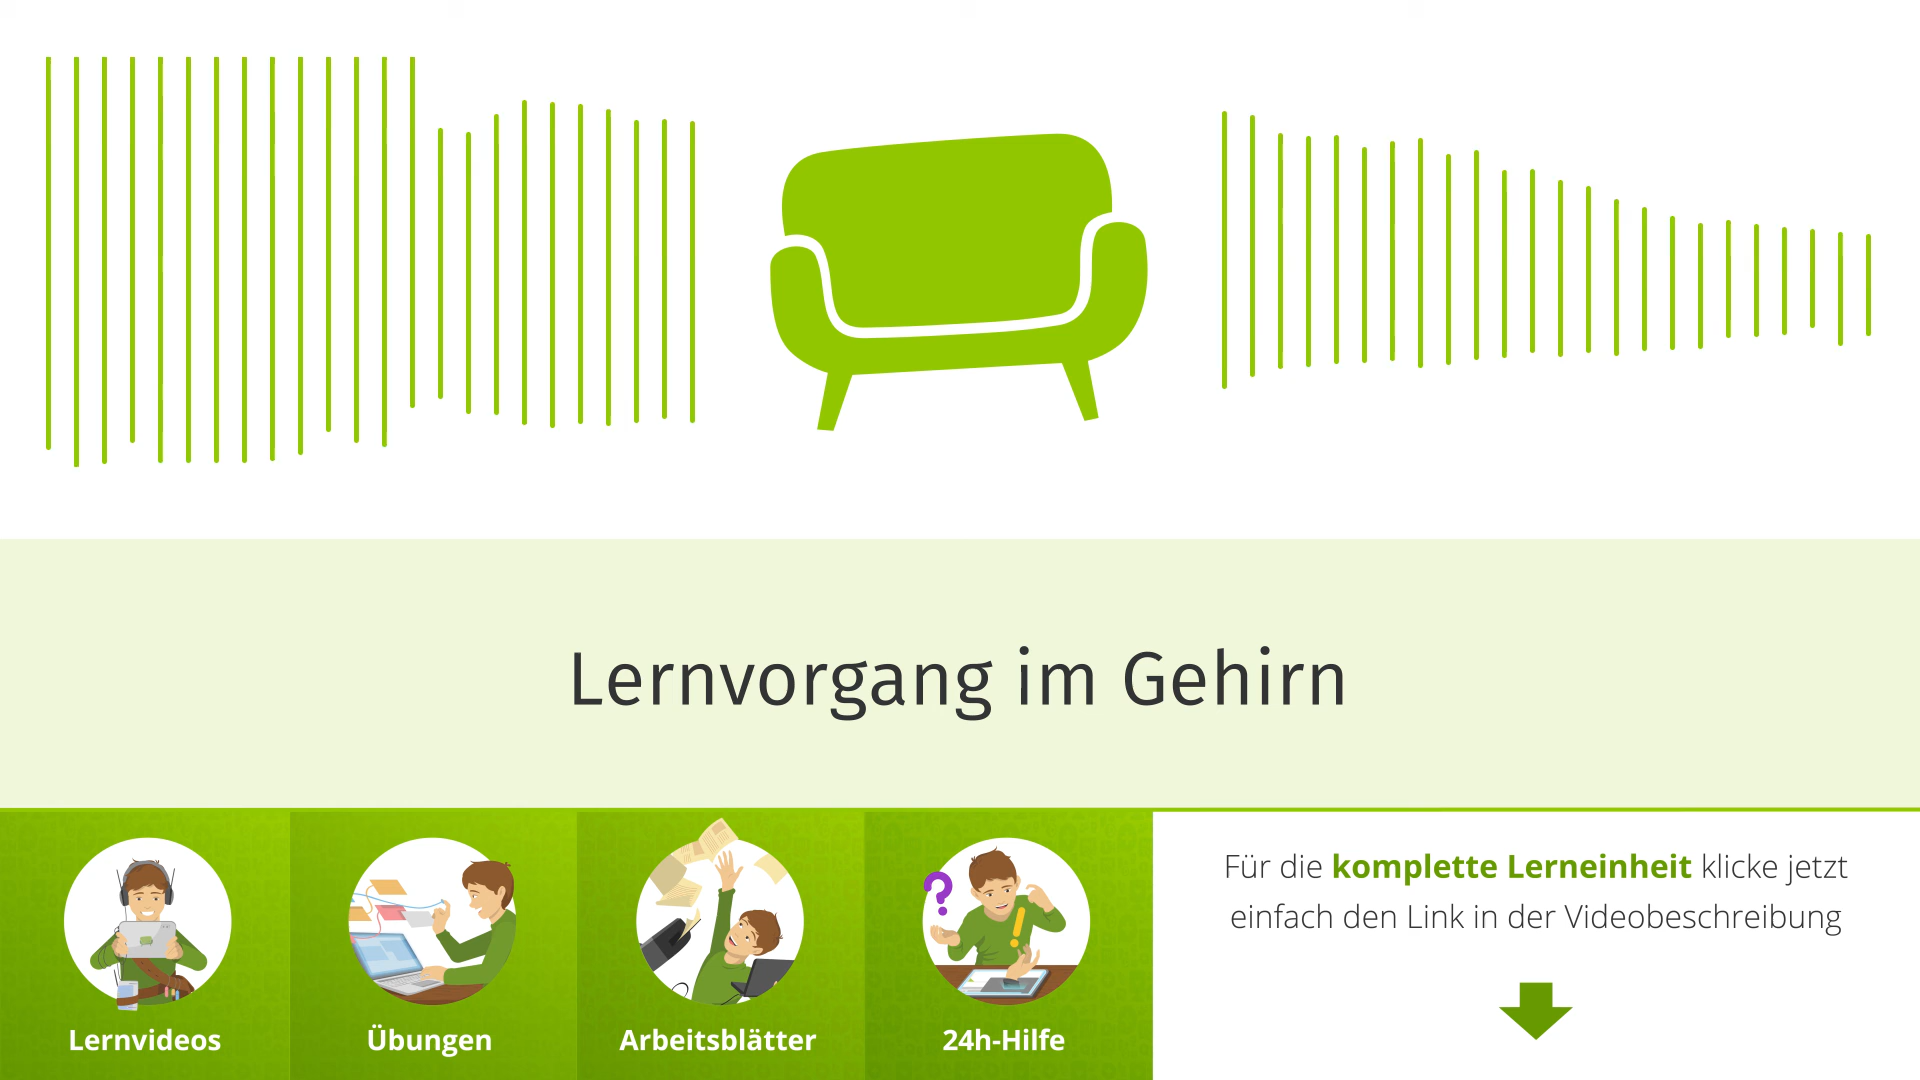 Lernvorgang im Gehirn
Für die komplette Lerneinheit klicke jetzt
einfach den Link in der Videobeschreibung
Lernvideos
Übungen
Arbeitsblätter
24h-Hilfe